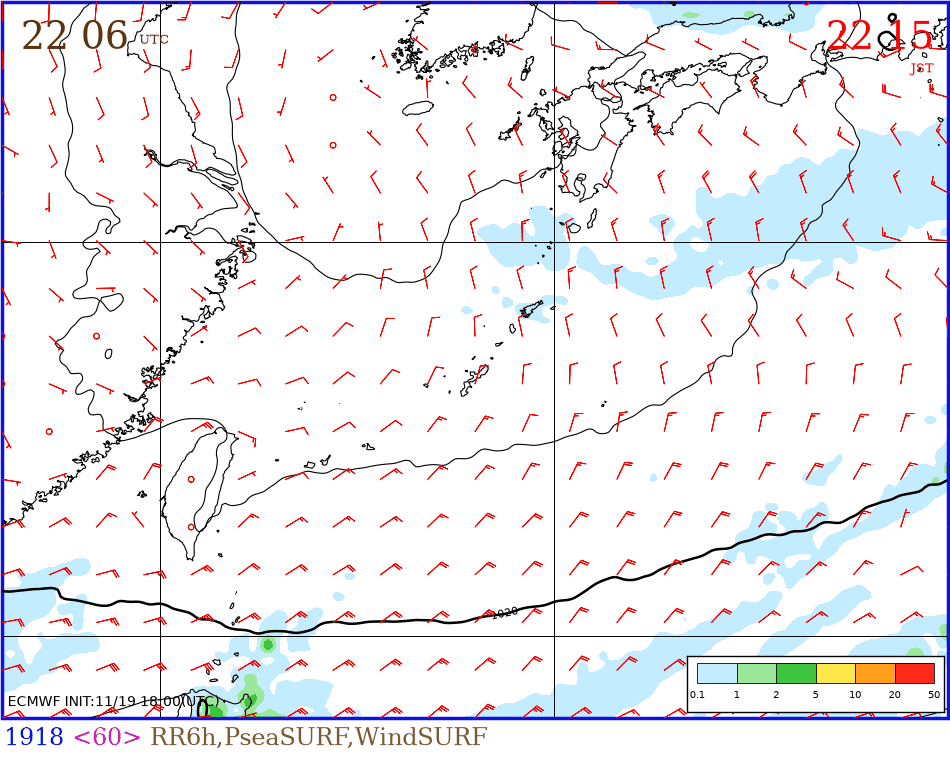 22 06 UTC
22 15 JST
1020
0.1 1 2 5 10 20 50
ECMWF INIT:11/19 18:00(UTC)
1918 <60> RR6h,PseaSURF,WindSURF